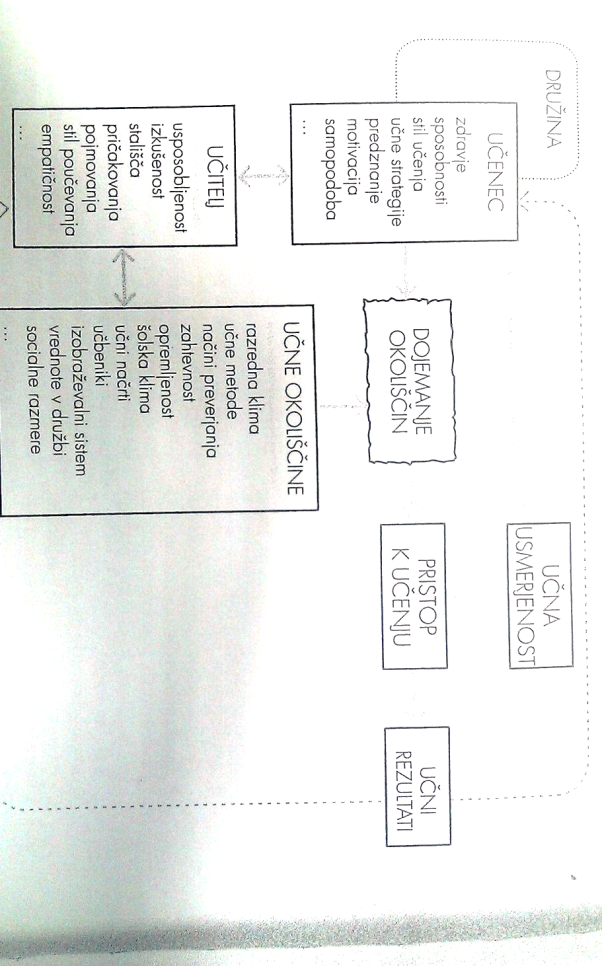 DRUŽINA
UČENEC
zdravje
sposobnosti
stil učenja
učne strategije
predznanje
motivacija
samopodoba
...
UČITELJ
usposobljenost
izkušenost
stališča
pričakovanja
pojmovanja
stil poučevanja
empatičnost
...
DOJEMANJE
OKOLIŠČIN
UČNE OKOLIŠČINE
razredna klima
učne metode
načini preverjanja
zahtevnost
opremljenost
šolska klima
učni načrti
učbeniki
izobraževalni sistem
vrednote v družbi
socialne razmere
...
UČNA
USMERJENOST
PRISTOP
K UČENJU
UČNI
REZULTATI